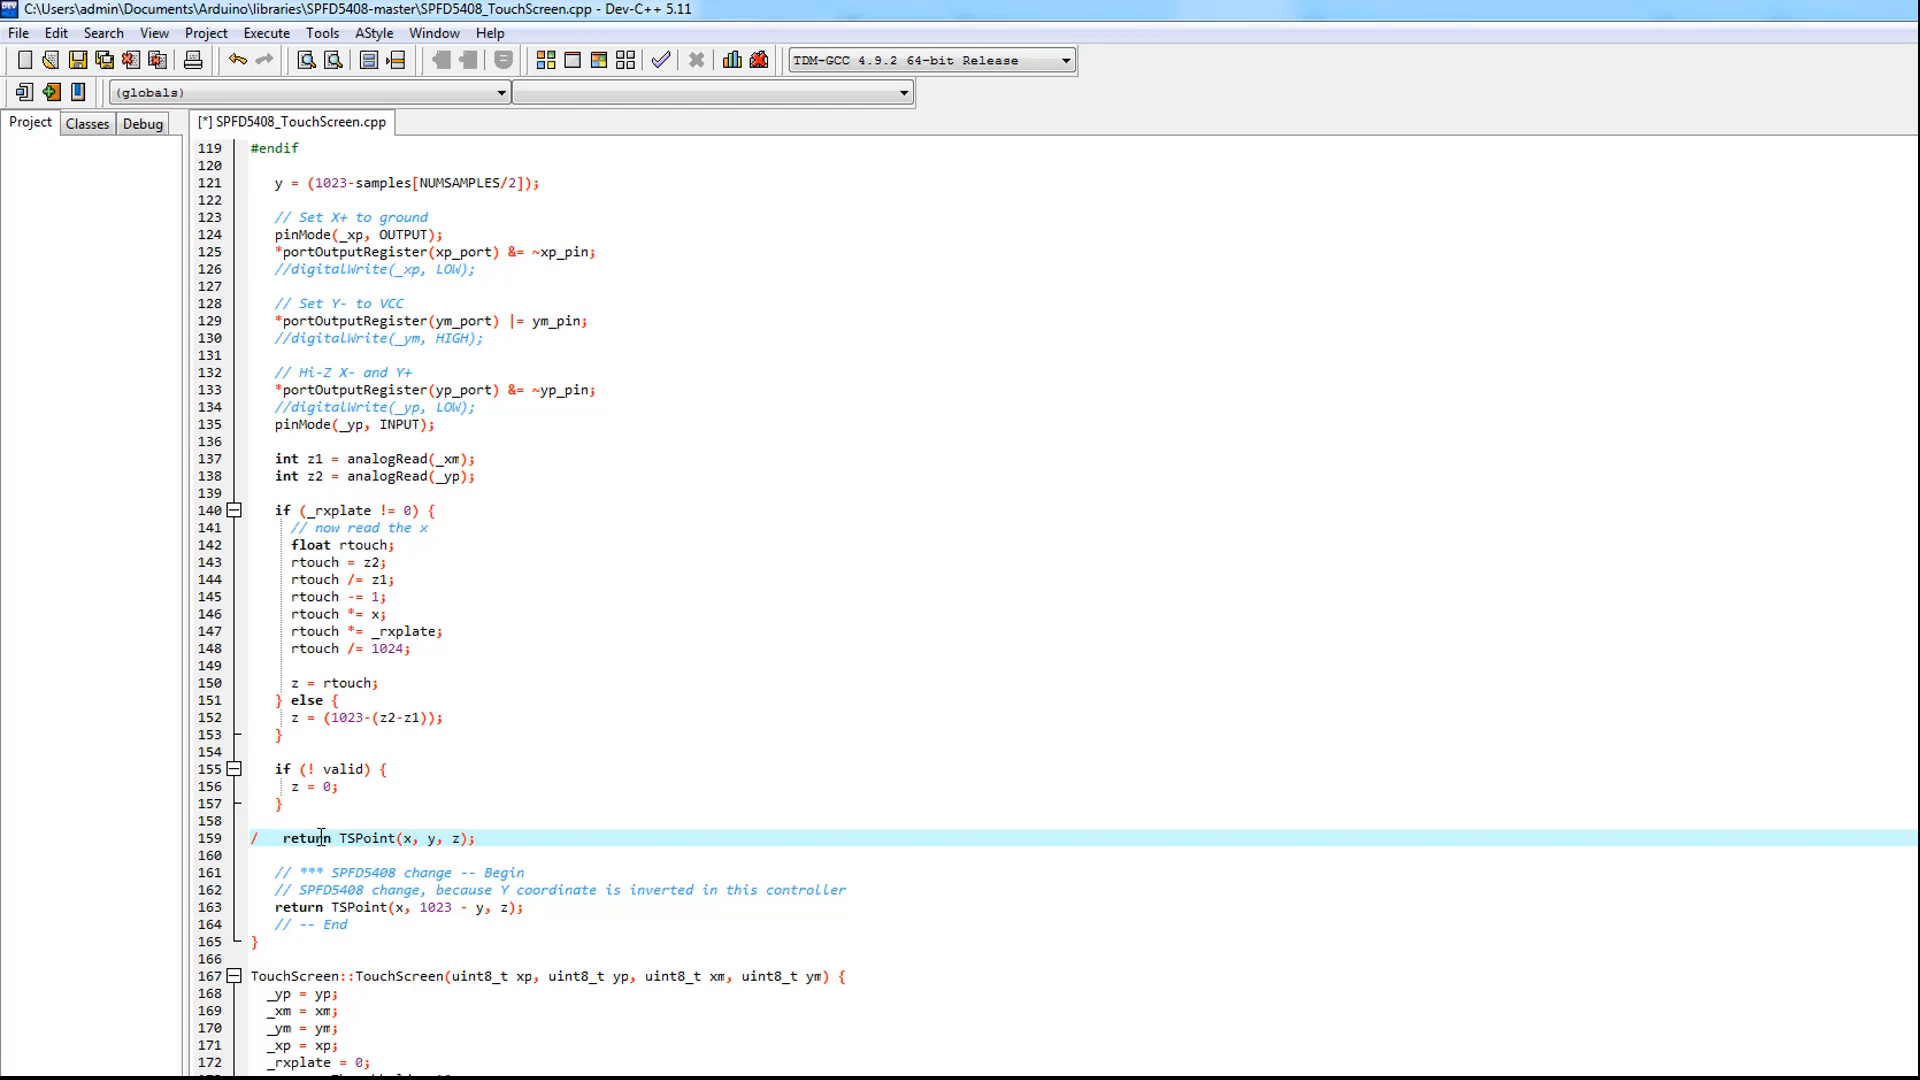 C:\Users\admin\Documents\Arduino\libraries\SPFD5408-master\SPFD5408_TouchScreen.cpp - Dev-C++ 5.11
File Edit Search View Project Execute Tools AStyle Window Help
TDM-GCC 4.9.2 64-bit Release
(globals)
Project Classes Debug
[*] SPFD5408_TouchScreen.cpp
119 #endif
120
121 y = (1023-samples[NUMSAMPLES/2]);
122
123 // Set X+ to ground
124 pinMode(_xp, OUTPUT);
125 *portOutputRegister(xp_port) &= ~xp_pin;
126 //digitalWrite(_xp, LOW);
127
128 // Set Y- to VCC
129 *portOutputRegister(ym_port) |= ym_pin;
130 //digitalWrite(_ym, HIGH);
131
132 // Hi-Z X- and Y+
133 *portOutputRegister(yp_port) &= ~yp_pin;
134 //digitalWrite(_yp, LOW);
135 pinMode(_yp, INPUT);
136
137 int z1 = analogRead(_xm);
138 int z2 = analogRead(_yp);
139
140 if (_rxplate != 0) {
141 // now read the x
142 float rtouch;
143 rtouch = z2;
144 rtouch /= z1;
145 rtouch -= 1;
146 rtouch *= x;
147 rtouch *= _rxplate;
148 rtouch /= 1024;
149
150 z = rtouch;
151 } else {
152 z = (1023-(z2-z1));
153 }
154
155 if (! valid) {
156 z = 0;
157 }
158
159 / return TSPoint(x, y, z);
160
161 // *** SPFD5408 change -- Begin
162 // SPFD5408 change, because Y coordinate is inverted in this controller
163 return TSPoint(x, 1023 - y, z);
164 // -- End
165 }
166
167 TouchScreen::TouchScreen(uint8_t xp, uint8_t yp, uint8_t xm, uint8_t ym) {
168 _yp = yp;
169 _xm = xm;
170 _ym = ym;
171 _xp = xp;
172 _rxplate = 0;